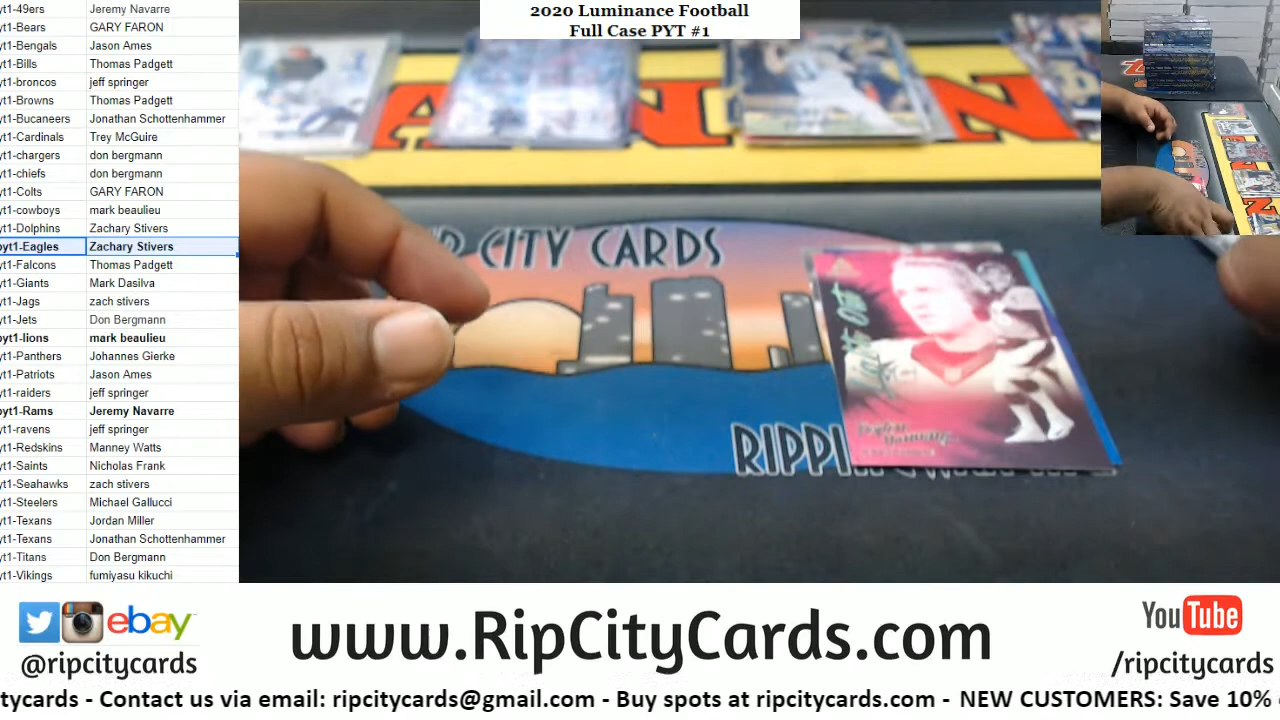 2020 Luminance Football
Full Case PYT #1
yt1-49ers Jeremy Navarre
yt1-Bears GARY FARON
yt1-Bengals Jason Ames
yt1-Bills Thomas Padgett
yt1-broncos jeff springer
yt1-Browns Thomas Padgett
yt1-Bucaneers Jonathan Schottenhammer
yt1-Cardinals Trey McGuire
yt1-chargers don bergmann
yt1-chiefs don bergmann
yt1-Colts GARY FARON
yt1-cowboys mark beaulieu
yt1-Dolphins Zachary Stivers
pyt1-Eagles Zachary Stivers
yt1-Falcons Thomas Padgett
yt1-Giants Mark Dasilva
yt1-Jags zach stivers
yt1-Jets Don Bergmann
pyt1-lions mark beaulieu
yt1-Panthers Johannes Gierke
yt1-Patriots Jason Ames
yt1-raiders jeff springer
pyt1-Rams Jeremy Navarre
yt1-ravens jeff springer
yt1-Redskins Manney Watts
yt1-Saints Nicholas Frank
yt1-Seahawks zach stivers
yt1-Steelers Michael Gallucci
yt1-Texans Jordan Miller
yt1-Texans Jonathan Schottenhammer
yt1-Titans Don Bergmann
yt1-Vikings fumiyasu kikuchi
CITY CARDS
RIPPI
ebay
@ripcitycards
www.RipCityCards.com
YouTube
/ripcitycards
tycards - Contact us via email: ripcitycards@gmail.com - Buy spots at ripcitycards.com - NEW CUSTOMERS: Save 10%